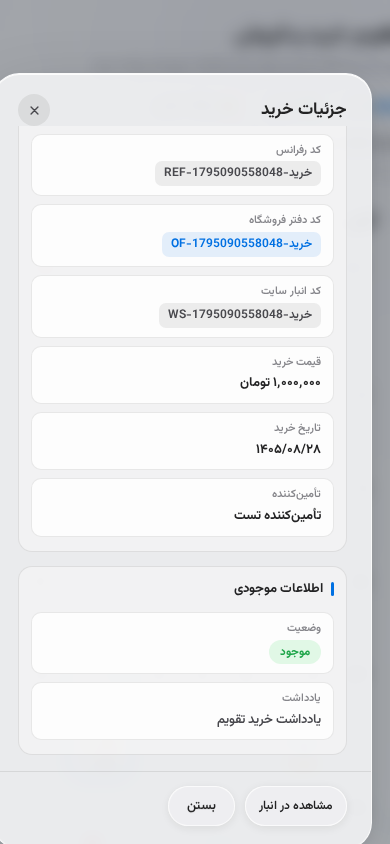 جزئیات خرید
×
کد رفرانس
خرید-REF-1795090558048
کد دفتر فروشگاه
خرید-OF-1795090558048
کد انبار سایت
خرید-WS-1795090558048
قیمت خرید
۱,۰۰۰,۰۰۰ تومان
تاریخ خرید
۱۴۰۵/۰۸/۲۸
تأمین‌کننده
تأمین‌کننده تست
اطلاعات موجودی
وضعیت
موجود
یادداشت
یادداشت خرید تقویم
مشاهده در انبار
بستن